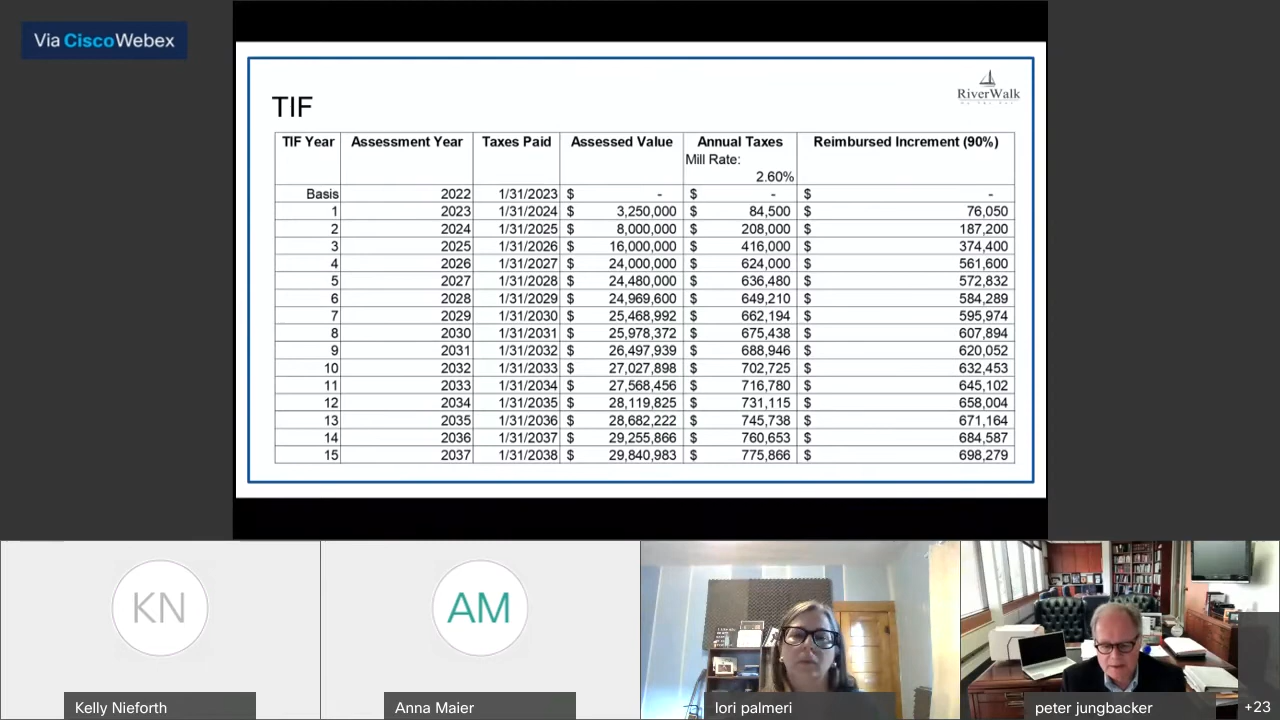 Via CiscoWebex
RiverWalk
TIF
TIF Year Assessment Year Taxes Paid Assessed Value Annual Taxes Reimbursed Increment (90%)
Mill Rate:
2.60%
Basis 2022 1/31/2023 $ - $ - $ -
1 2023 1/31/2024 $ 3,250,000 $ 84,500 $ 76,050
2 2024 1/31/2025 $ 8,000,000 $ 208,000 $ 187,200
3 2025 1/31/2026 $ 16,000,000 $ 416,000 $ 374,400
4 2026 1/31/2027 $ 24,000,000 $ 624,000 $ 561,600
5 2027 1/31/2028 $ 24,480,000 $ 636,480 $ 572,832
6 2028 1/31/2029 $ 24,969,600 $ 649,210 $ 584,289
7 2029 1/31/2030 $ 25,468,992 $ 662,194 $ 595,974
8 2030 1/31/2031 $ 25,978,372 $ 675,438 $ 607,894
9 2031 1/31/2032 $ 26,497,939 $ 688,946 $ 620,052
10 2032 1/31/2033 $ 27,027,898 $ 702,725 $ 632,453
11 2033 1/31/2034 $ 27,568,456 $ 716,780 $ 645,102
12 2034 1/31/2035 $ 28,119,825 $ 731,115 $ 658,004
13 2035 1/31/2036 $ 28,682,222 $ 745,738 $ 671,164
14 2036 1/31/2037 $ 29,255,866 $ 760,653 $ 684,587
15 2037 1/31/2038 $ 29,840,983 $ 775,866 $ 698,279
KN
AM
Kelly Nieforth
Anna Maier
lori palmeri
peter jungbacker
+23